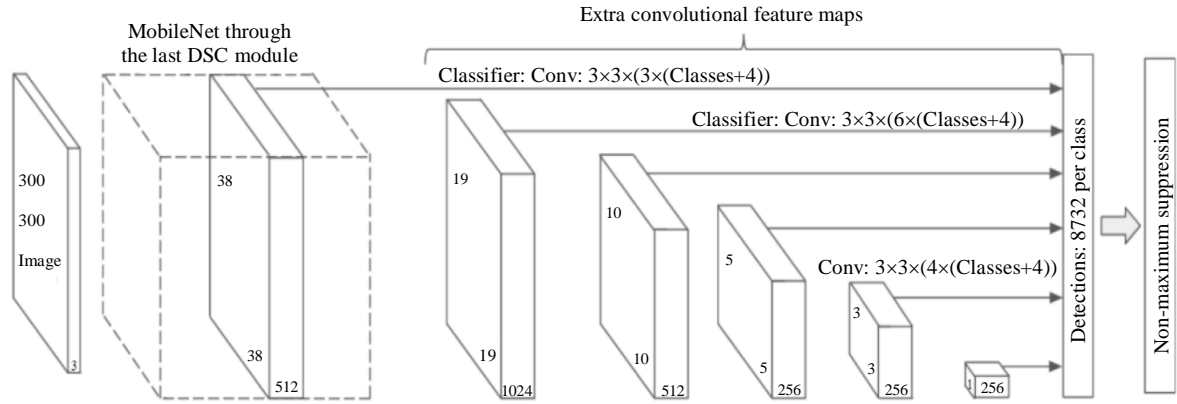 Extra convolutional feature maps
MobileNet through
the last DSC module
Classifier: Conv: 3×3×(3×(Classes+4))
Classifier: Conv: 3×3×(6×(Classes+4))
Conv: 3×3×(4×(Classes+4))
300
300
Image
3
38
38
512
19
19
1024
10
10
512
5
5
256
3
3
256
1
256
Detections: 8732 per class
Non-maximum suppression